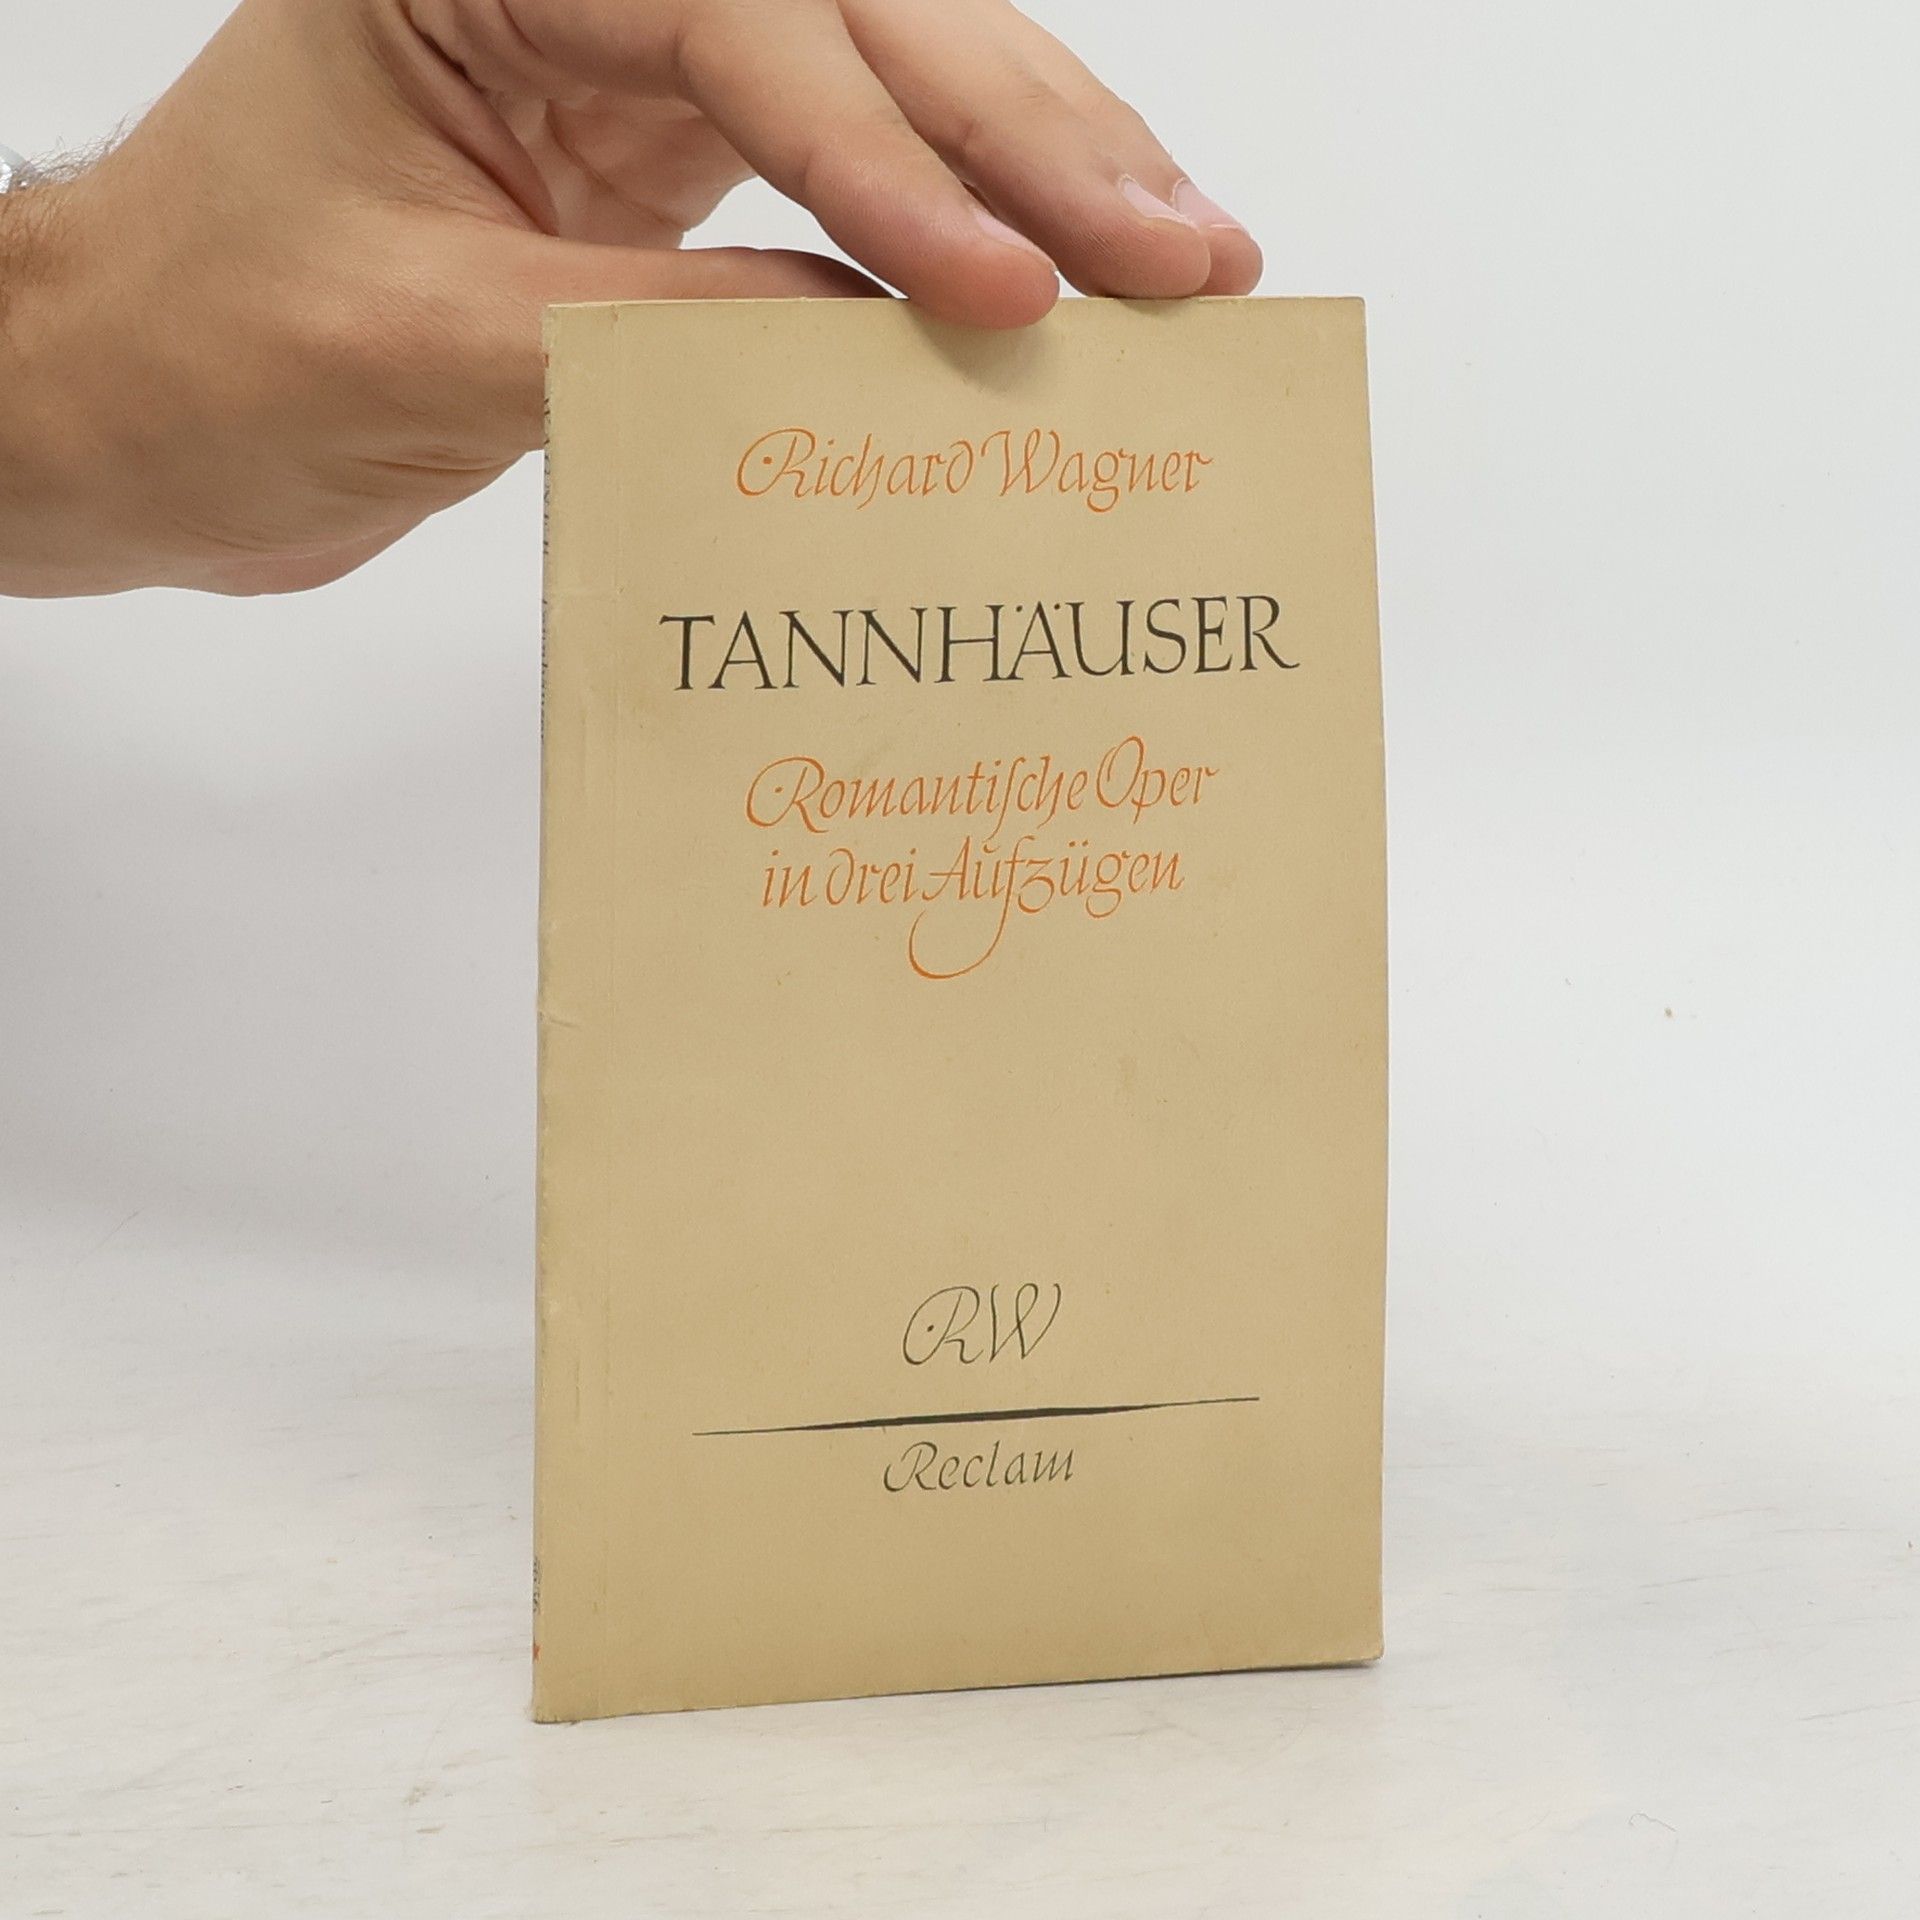 Richard Wagner
TANNHÄUSER
Romantiſche Oper
in drei Aufzügen
RW
Reclam